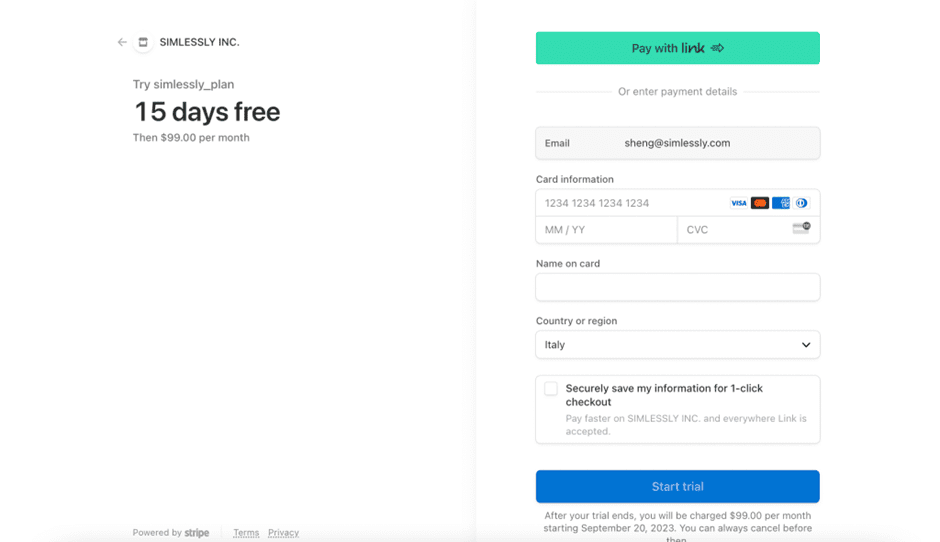 SIMLESSLY INC.
Try simlessly_plan
15 days free
Then $99.00 per month
Powered by stripe
Terms Privacy
Pay with link
Or enter payment details
Email sheng@simlessly.com
Card information
1234 1234 1234 1234 VISA
MM / YY CVC
Name on card
Country or region
Italy
Securely save my information for 1-click
checkout
Pay faster on SIMLESSLY INC. and everywhere Link is
accepted.
Start trial
After your trial ends, you will be charged $99.00 per month
starting September 20, 2023. You can always cancel before
then.